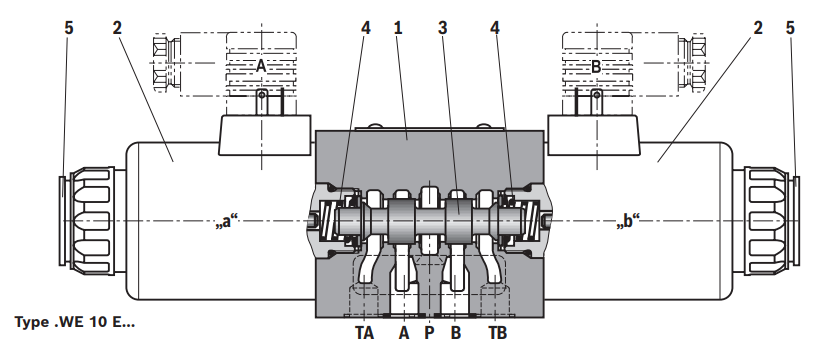 5 2 4 1 3 4 2 5
A B
„a“ „b“
Type .WE 10 E...
TA A P B TB